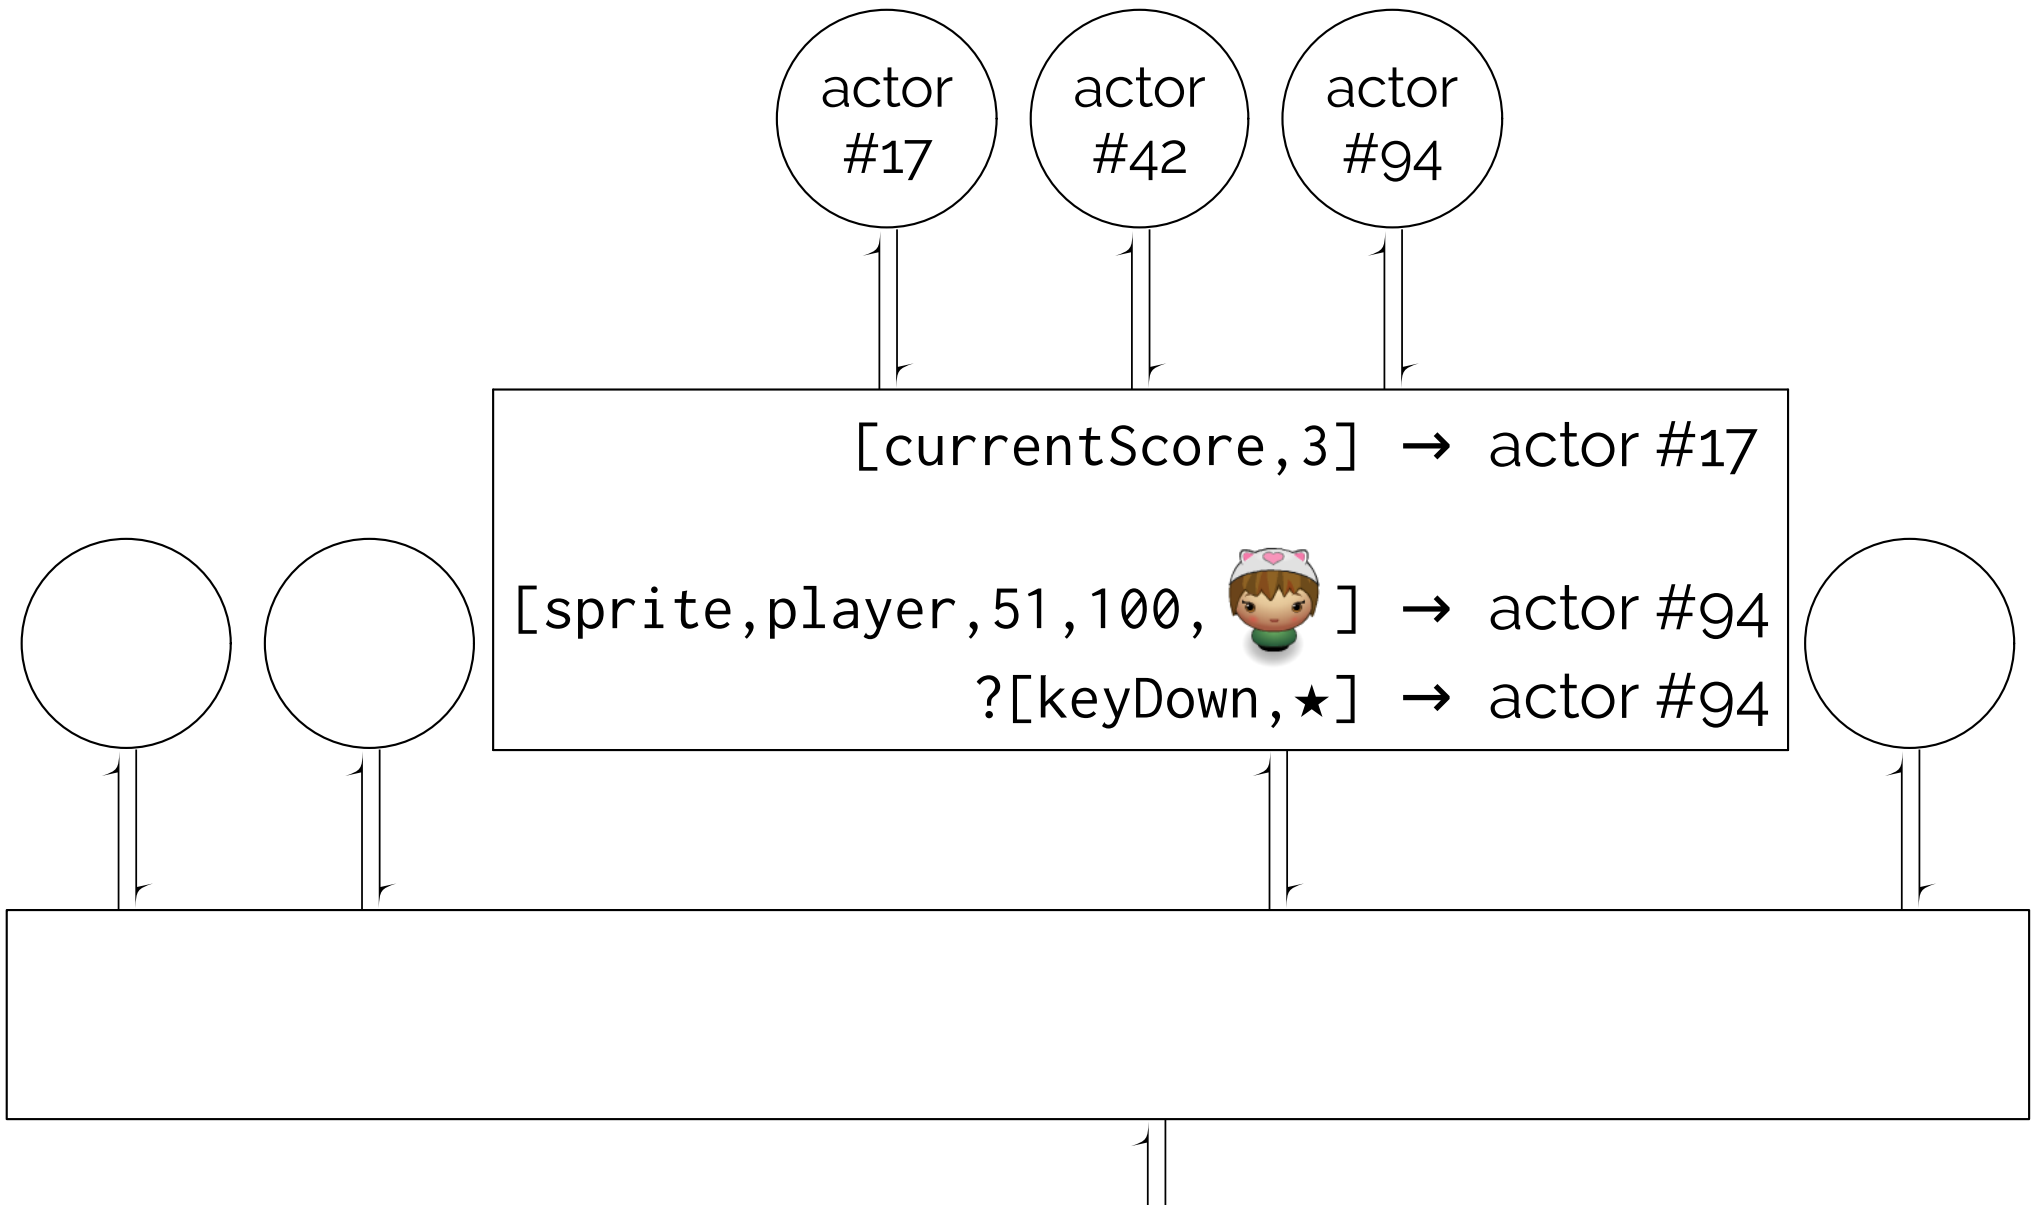 actor
#17
actor
#42
actor
#94
[currentScore,3] → actor #17
[sprite,player,51,100, ] → actor #94
?[keyDown,★] → actor #94